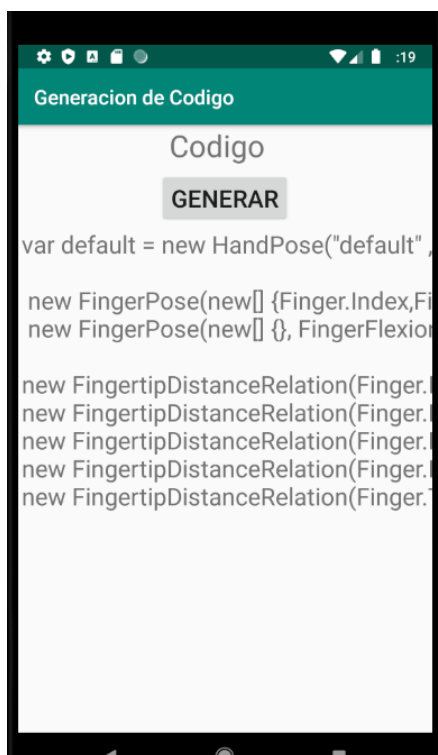 :19
Generacion de Codigo
Codigo
GENERAR
var default = new HandPose("default" ,
new FingerPose(new[] {Finger.Index,Fi
new FingerPose(new[] {}, FingerFlexion
new FingertipDistanceRelation(Finger.
new FingertipDistanceRelation(Finger.
new FingertipDistanceRelation(Finger.
new FingertipDistanceRelation(Finger.
new FingertipDistanceRelation(Finger.